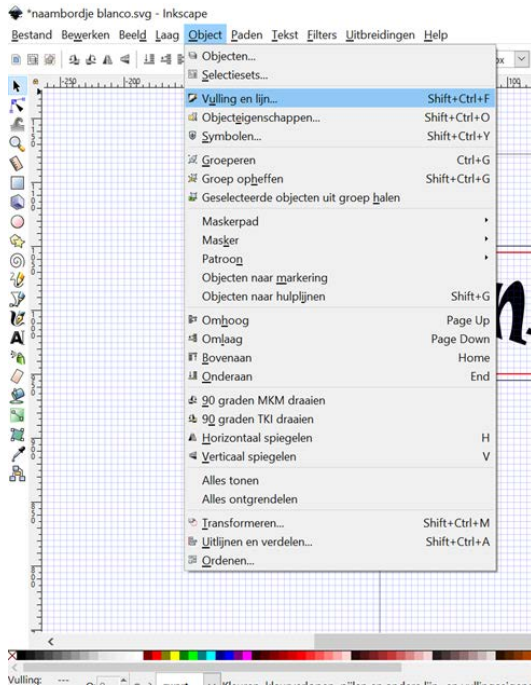 *naambordje blanco.svg - Inkscape
Bestand Bewerken Beeld Laag Object Paden Tekst Filters Uitbreidingen Help
Objecten...
Selectiesets...
Vulling en lijn... Shift+Ctrl+F
Objecteigenschappen... Shift+Ctrl+O
Symbolen... Shift+Ctrl+Y
Groeperen Ctrl+G
Groep opheffen Shift+Ctrl+G
Geselecteerde objecten uit groep halen
Maskerpad
Masker
Patroon
Objecten naar markering
Objecten naar hulplijnen Shift+G
Omhoog Page Up
Omlaag Page Down
Bovenaan Home
Onderaan End
90 graden MKM draaien
90 graden TKI draaien
Horizontaal spiegelen H
Verticaal spiegelen V
Alles tonen
Alles ontgrendelen
Transformeren... Shift+Ctrl+M
Uitlijnen en verdelen... Shift+Ctrl+A
Ordenen...
Vulling: